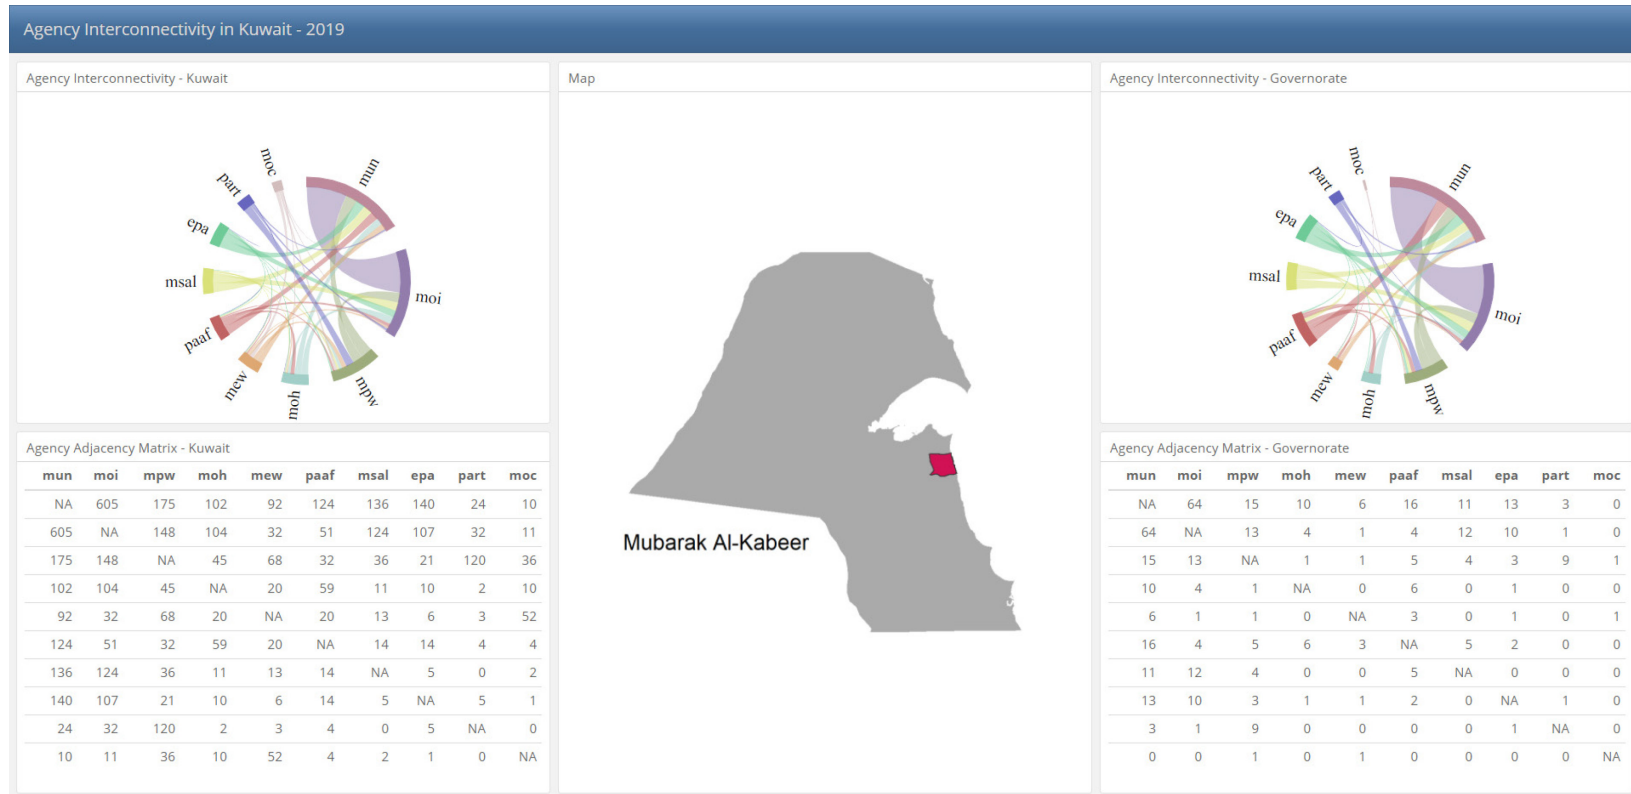 Agency Interconnectivity in Kuwait - 2019
Agency Interconnectivity - Kuwait
moc
mun
part
epa
msal
moi
paaf
mew
moh
mpw
Agency Adjacency Matrix - Kuwait
mun moi mpw moh mew paaf msal epa part moc
NA 605 175 102 92 124 136 140 24 10
605 NA 148 104 32 51 124 107 32 11
175 148 NA 45 68 32 36 21 120 36
102 104 45 NA 20 59 11 10 2 10
92 32 68 20 NA 20 13 6 3 52
124 51 32 59 20 NA 14 14 4 4
136 124 36 11 13 14 NA 5 0 2
140 107 21 10 6 14 5 NA 5 1
24 32 120 2 3 4 0 5 NA 0
10 11 36 10 52 4 2 1 0 NA
Map
Mubarak Al-Kabeer
Agency Interconnectivity - Governorate
moc
mun
part
epa
msal
moi
paaf
mew
moh
mpw
Agency Adjacency Matrix - Governorate
mun moi mpw moh mew paaf msal epa part moc
NA 64 15 10 6 16 11 13 3 0
64 NA 13 4 1 4 12 10 1 0
15 13 NA 1 1 5 4 3 9 1
10 4 1 NA 0 6 0 1 0 0
6 1 1 0 NA 3 0 1 0 1
16 4 5 6 3 NA 5 2 0 0
11 12 4 0 0 5 NA 0 0 0
13 10 3 1 1 2 0 NA 1 0
3 1 9 0 0 0 0 1 NA 0
0 0 1 0 1 0 0 0 0 NA